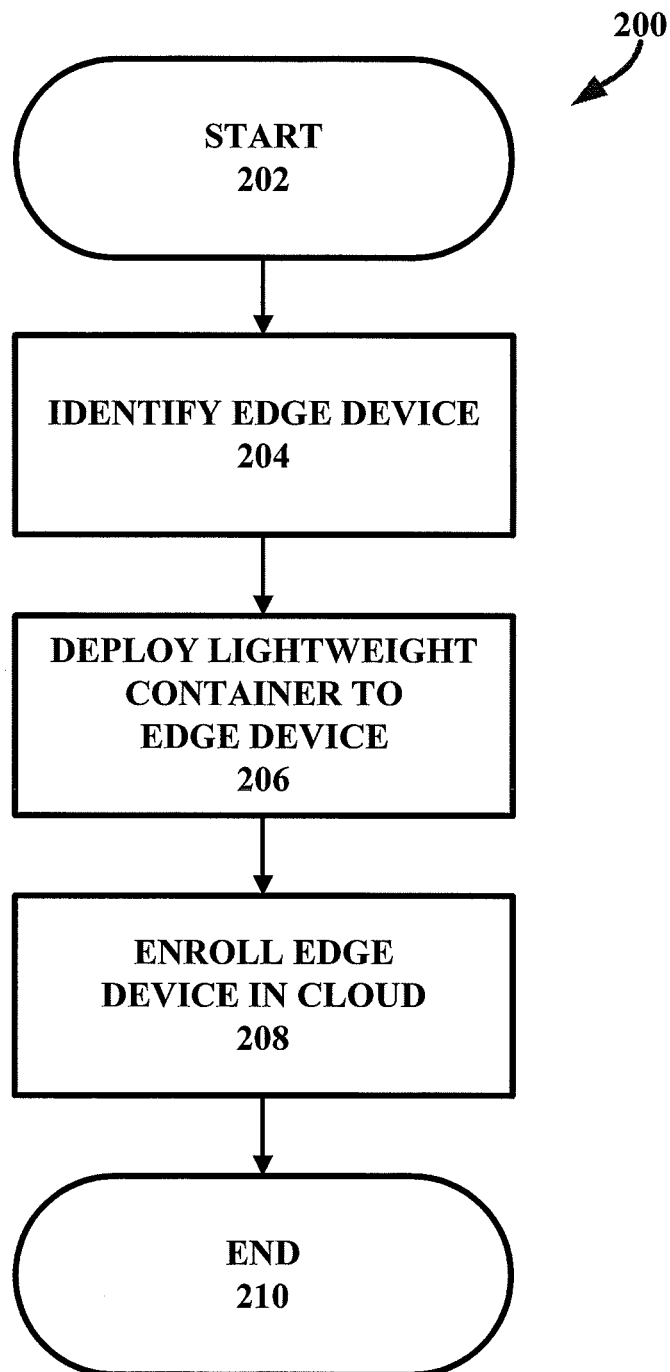 200
START
202
IDENTIFY EDGE DEVICE
204
DEPLOY LIGHTWEIGHT
CONTAINER TO
EDGE DEVICE
206
ENROLL EDGE
DEVICE IN CLOUD
208
END
210